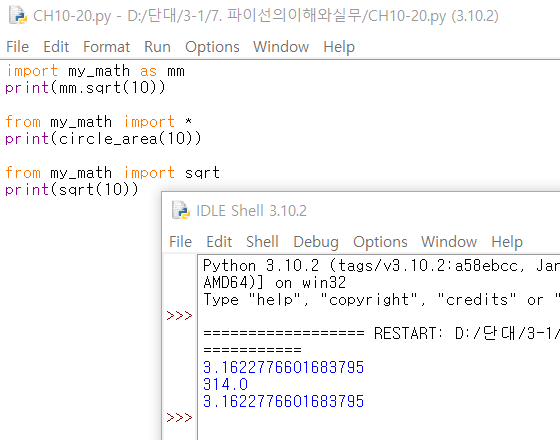 CH10-20.py - D:/단대/3-1/7. 파이선의이해와실무/CH10-20.py (3.10.2)
File Edit Format Run Options Window Help
import my_math as mm
print(mm.sqrt(10))
from my_math import *
print(circle_area(10))
from my_math import sqrt
print(sqrt(10))
IDLE Shell 3.10.2
File Edit Shell Debug Options Window Help
Python 3.10.2 (tags/v3.10.2:a58ebcc, Jan
AMD64)] on win32
Type "help", "copyright", "credits" or "
>>>
================== RESTART: D:/단대/3-1/
===========
3.1622776601683795
314.0
3.1622776601683795
>>>